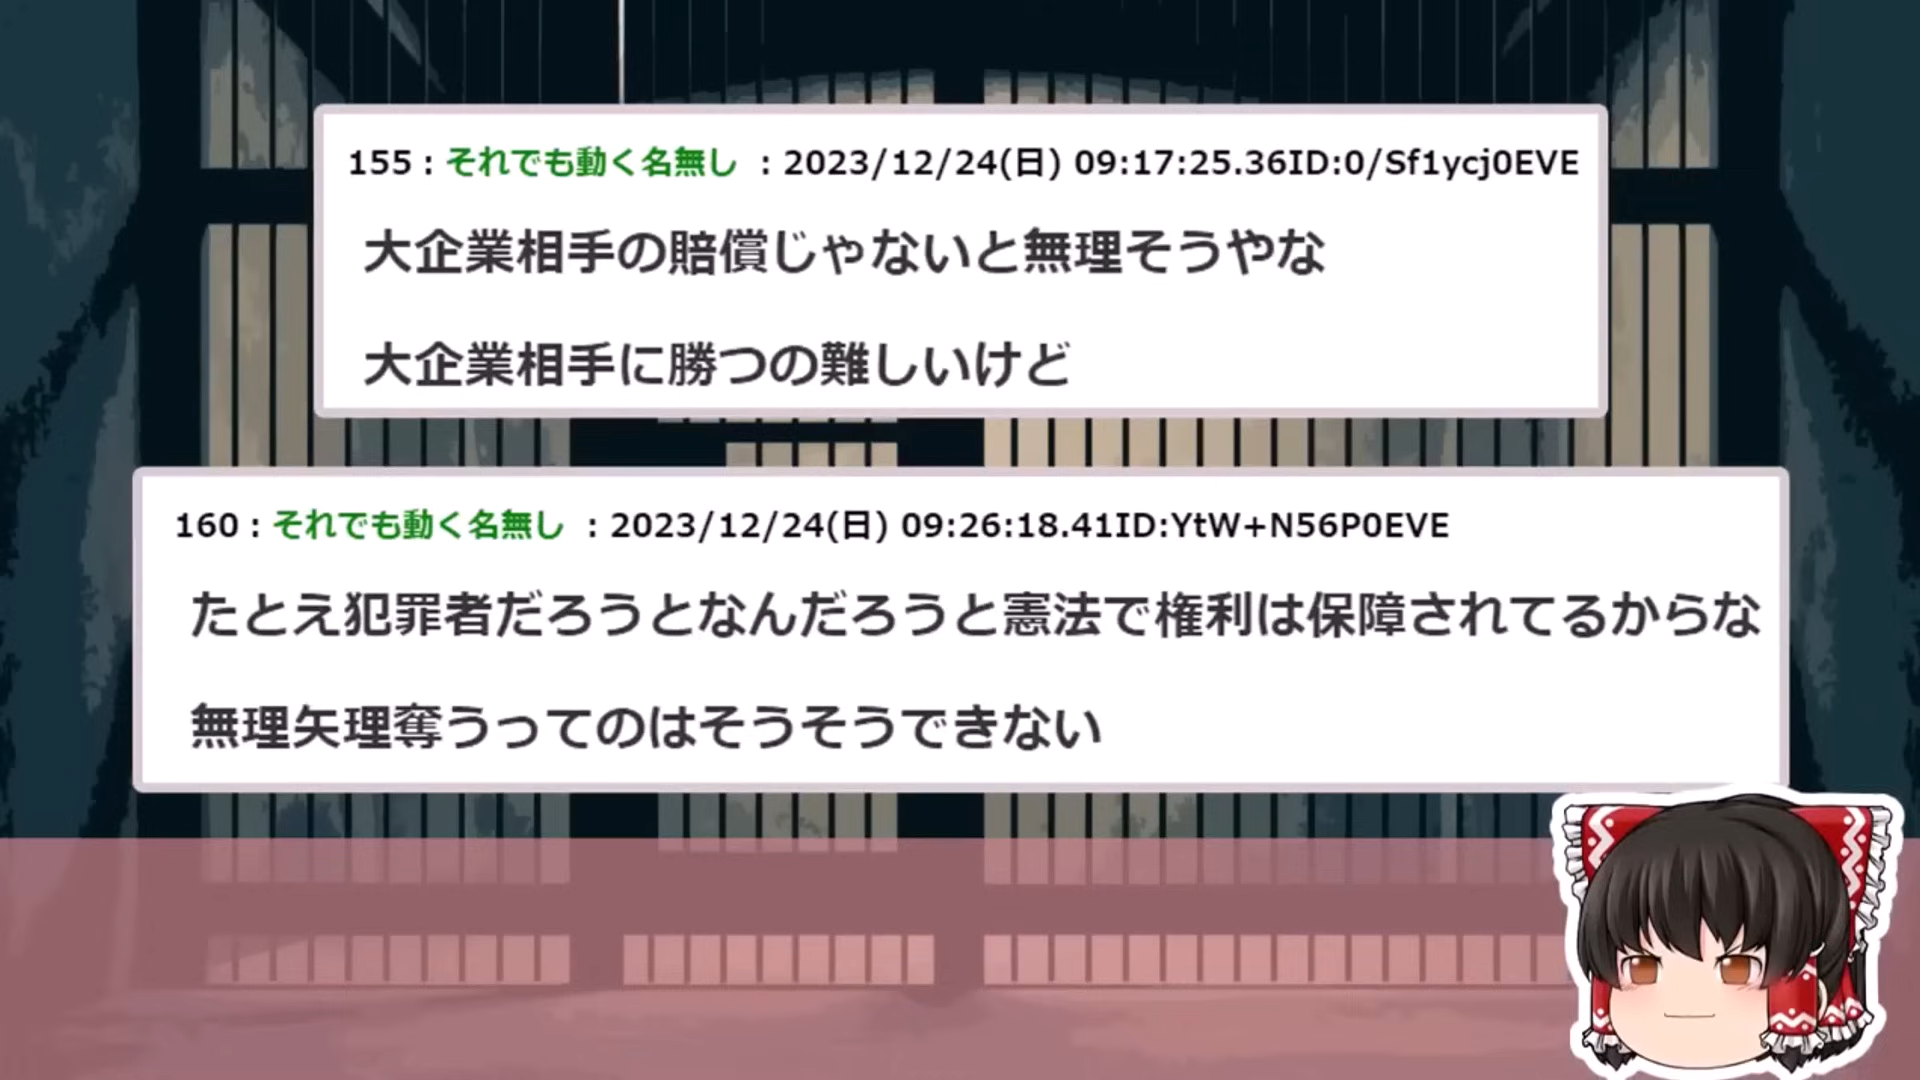 155 : それでも動く名無し : 2023/12/24(日) 09:17:25.36ID:0/Sf1ycj0EVE
大企業相手の賠償じゃないと無理そうやな
大企業相手に勝つの難しいけど
160 : それでも動く名無し : 2023/12/24(日) 09:26:18.41ID:YtW+N56P0EVE
たとえ犯罪者だろうとなんだろうと憲法で権利は保障されてるからな
無理矢理奪うってのはそうそうできない